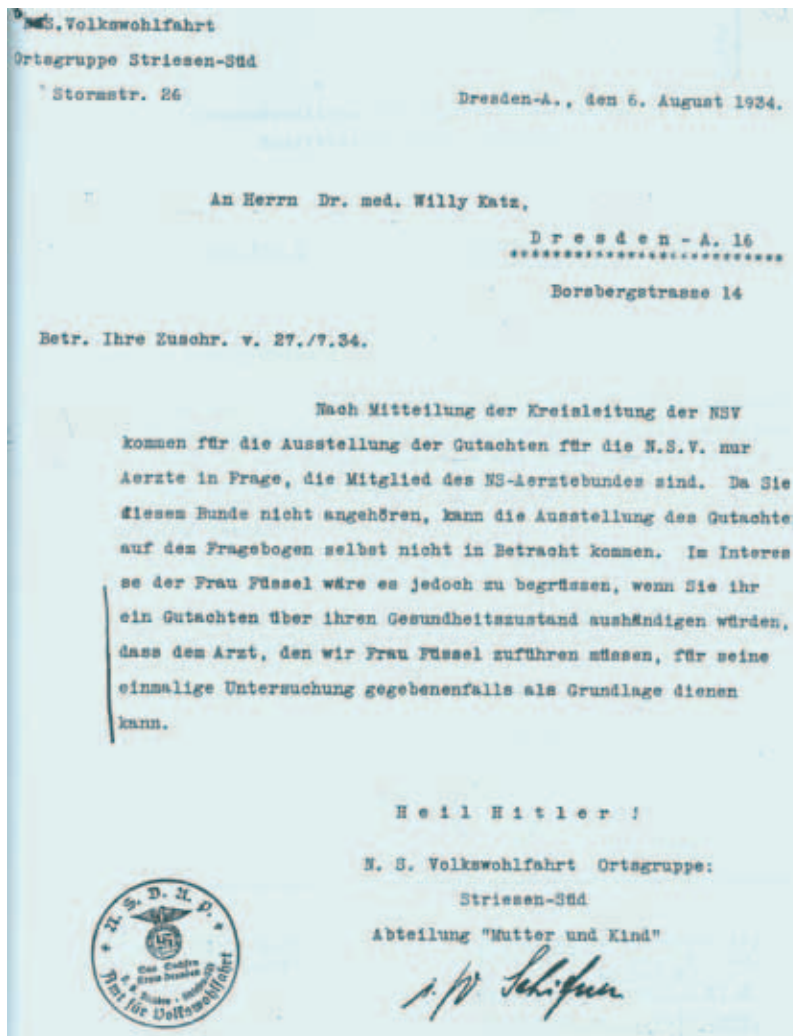 N.S.Volkswohlfahrt
Ortsgruppe Striesen-Süd
Stormstr. 26
Dresden-A., den 6. August 1934.
An Herrn Dr. med. Willy Katz,
D r e s d e n - A. 16
Borsbergstrasse 14
Betr. Ihre Zuschr. v. 27./7.34.
Nach Mitteilung der Kreisleitung der NSV
kommen für die Ausstellung der Gutachten für die N.S.V. nur
Aerzte in Frage, die Mitglied des NS-Aerztebundes sind. Da Sie
diesem Bunde nicht angehören, kann die Ausstellung des Gutachte
auf dem Fragebogen selbst nicht in Betracht kommen. Im Interes
se der Frau Füssel wäre es jedoch zu begrüssen, wenn Sie ihr
ein Gutachten über ihren Gesundheitszustand aushändigen würden,
dass dem Arzt, den wir Frau Füssel zuführen müssen, für seine
einmalige Untersuchung gegebenenfalls als Grundlage dienen
kann.
H e i l H i t l e r !
N. S. Volkswohlfahrt Ortsgruppe:
Striesen-Süd
Abteilung "Mutter und Kind"
N. S. D. A. P.
Gau Sachsen
Kreis Dresden
Amt für Volkswohlfahrt